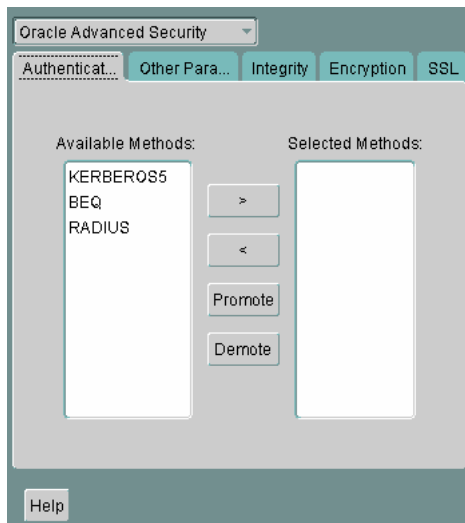 Oracle Advanced Security
Authenticat... Other Para... Integrity Encryption SSL
Available Methods: Selected Methods:
KERBEROS5
BEQ
RADIUS
>
<
Promote
Demote
Help